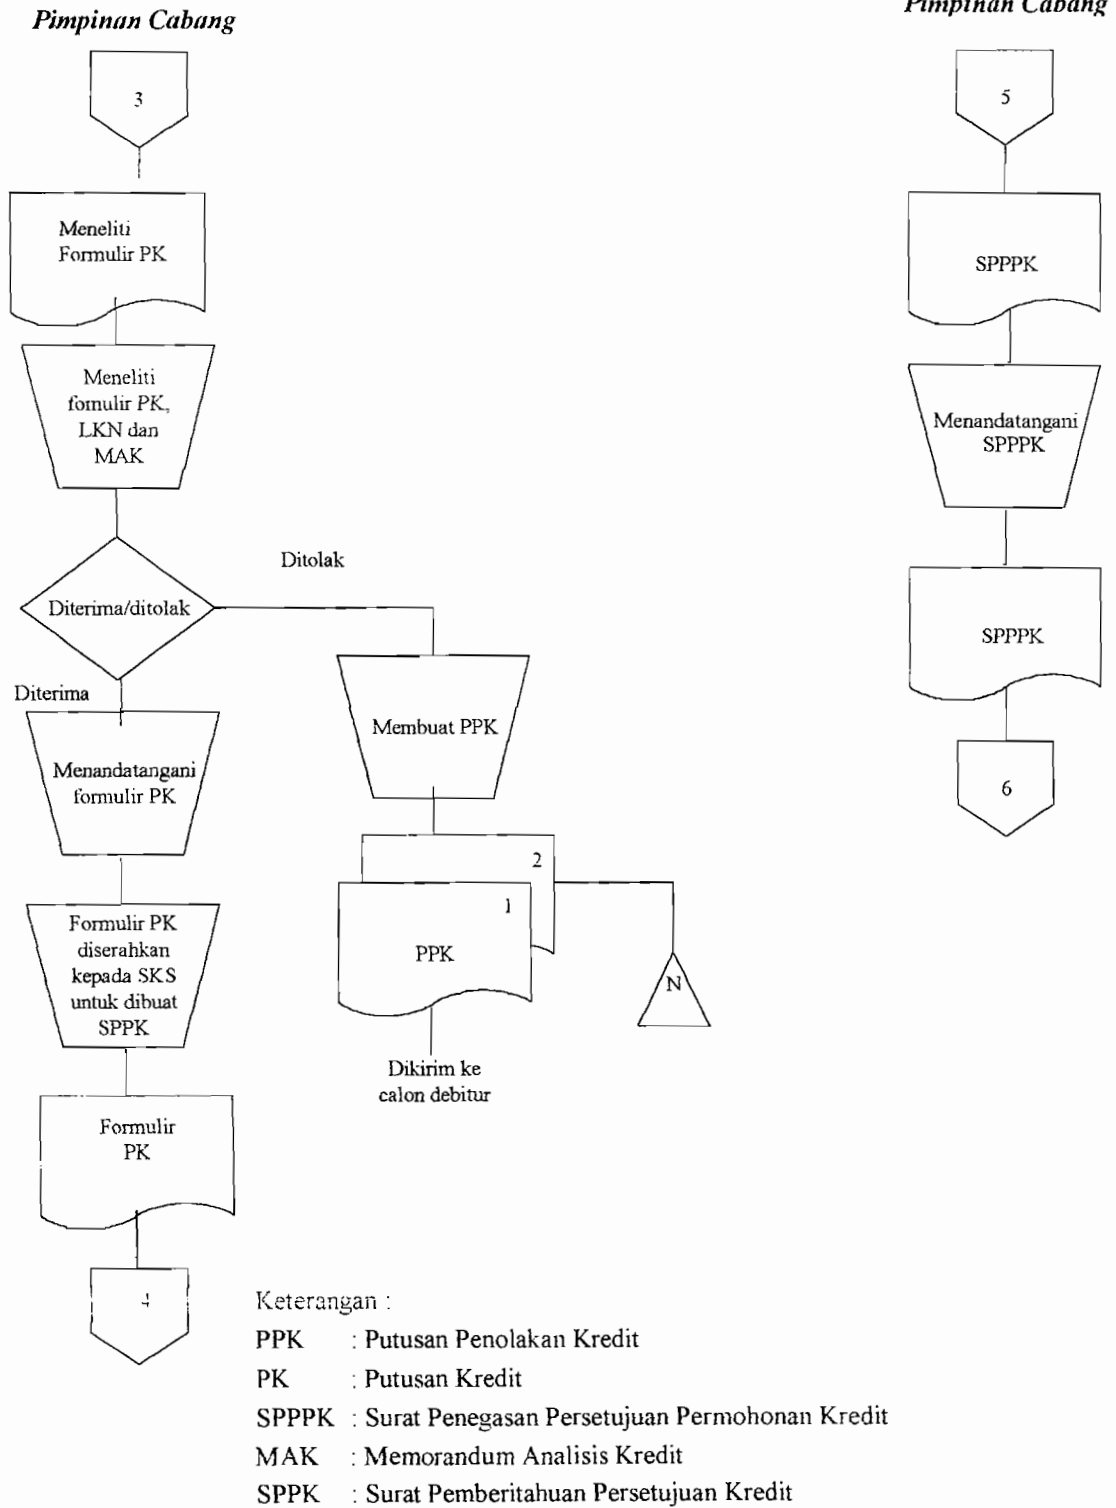 Pimpinan Cabang
3
Meneliti
Formulir PK
Meneliti
fomulir PK,
LKN dan
MAK
Diterima/ditolak
Ditolak
Diterima
Menandatangani
formulir PK
Formulir PK
diserahkan
kepada SKS
untuk dibuat
SPPK
Formulir
PK
4
Membuat PPK
2
1
PPK
N
Dikirim ke
calon debitur
Pimpinan Cabang
5
SPPPK
Menandatangani
SPPPK
SPPPK
6
Keterangan :
PPK : Putusan Penolakan Kredit
PK : Putusan Kredit
SPPPK : Surat Penegasan Persetujuan Permohonan Kredit
MAK : Memorandum Analisis Kredit
SPPK : Surat Pemberitahuan Persetujuan Kredit